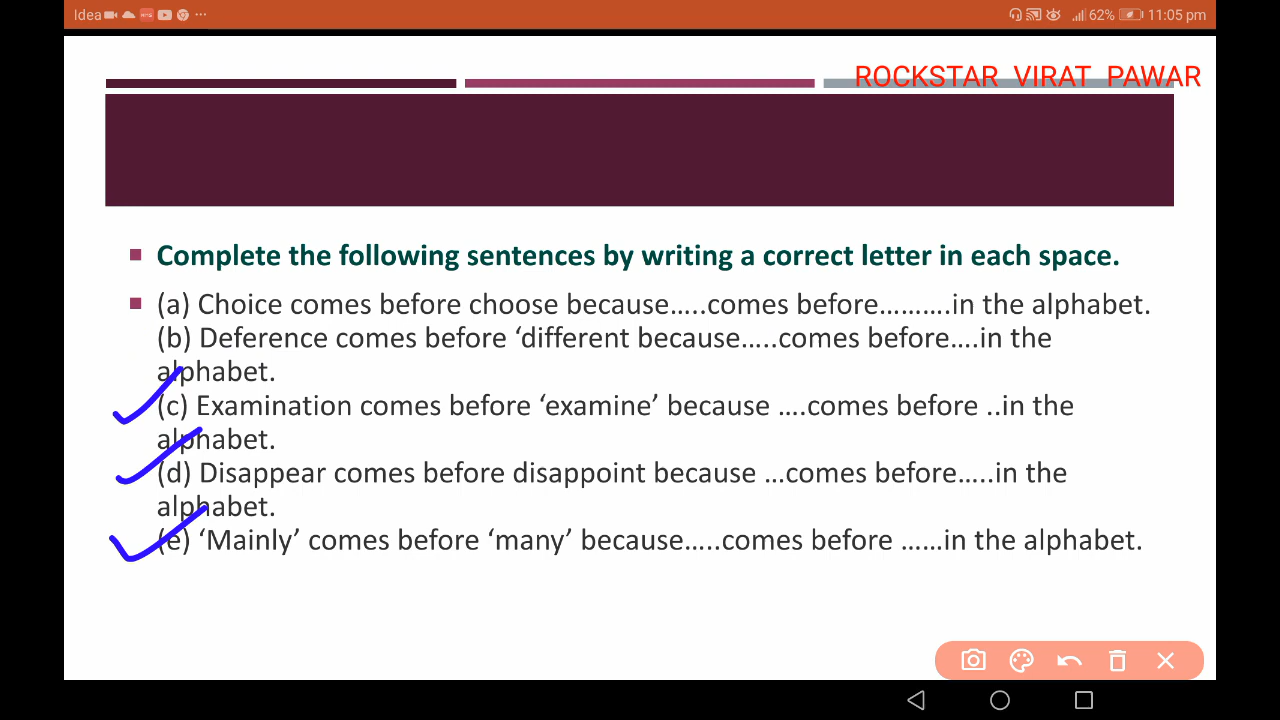 Idea ... 62% 11:05 pm
ROCKSTAR VIRAT PAWAR
Complete the following sentences by writing a correct letter in each space.
(a) Choice comes before choose because…..comes before……….in the alphabet.
(b) Deference comes before ‘different because…..comes before….in the
alphabet.
(c) Examination comes before ‘examine’ because ….comes before ..in the
alphabet.
(d) Disappear comes before disappoint because …comes before…..in the
alphabet.
(e) ‘Mainly’ comes before ‘many’ because…..comes before ……in the alphabet.